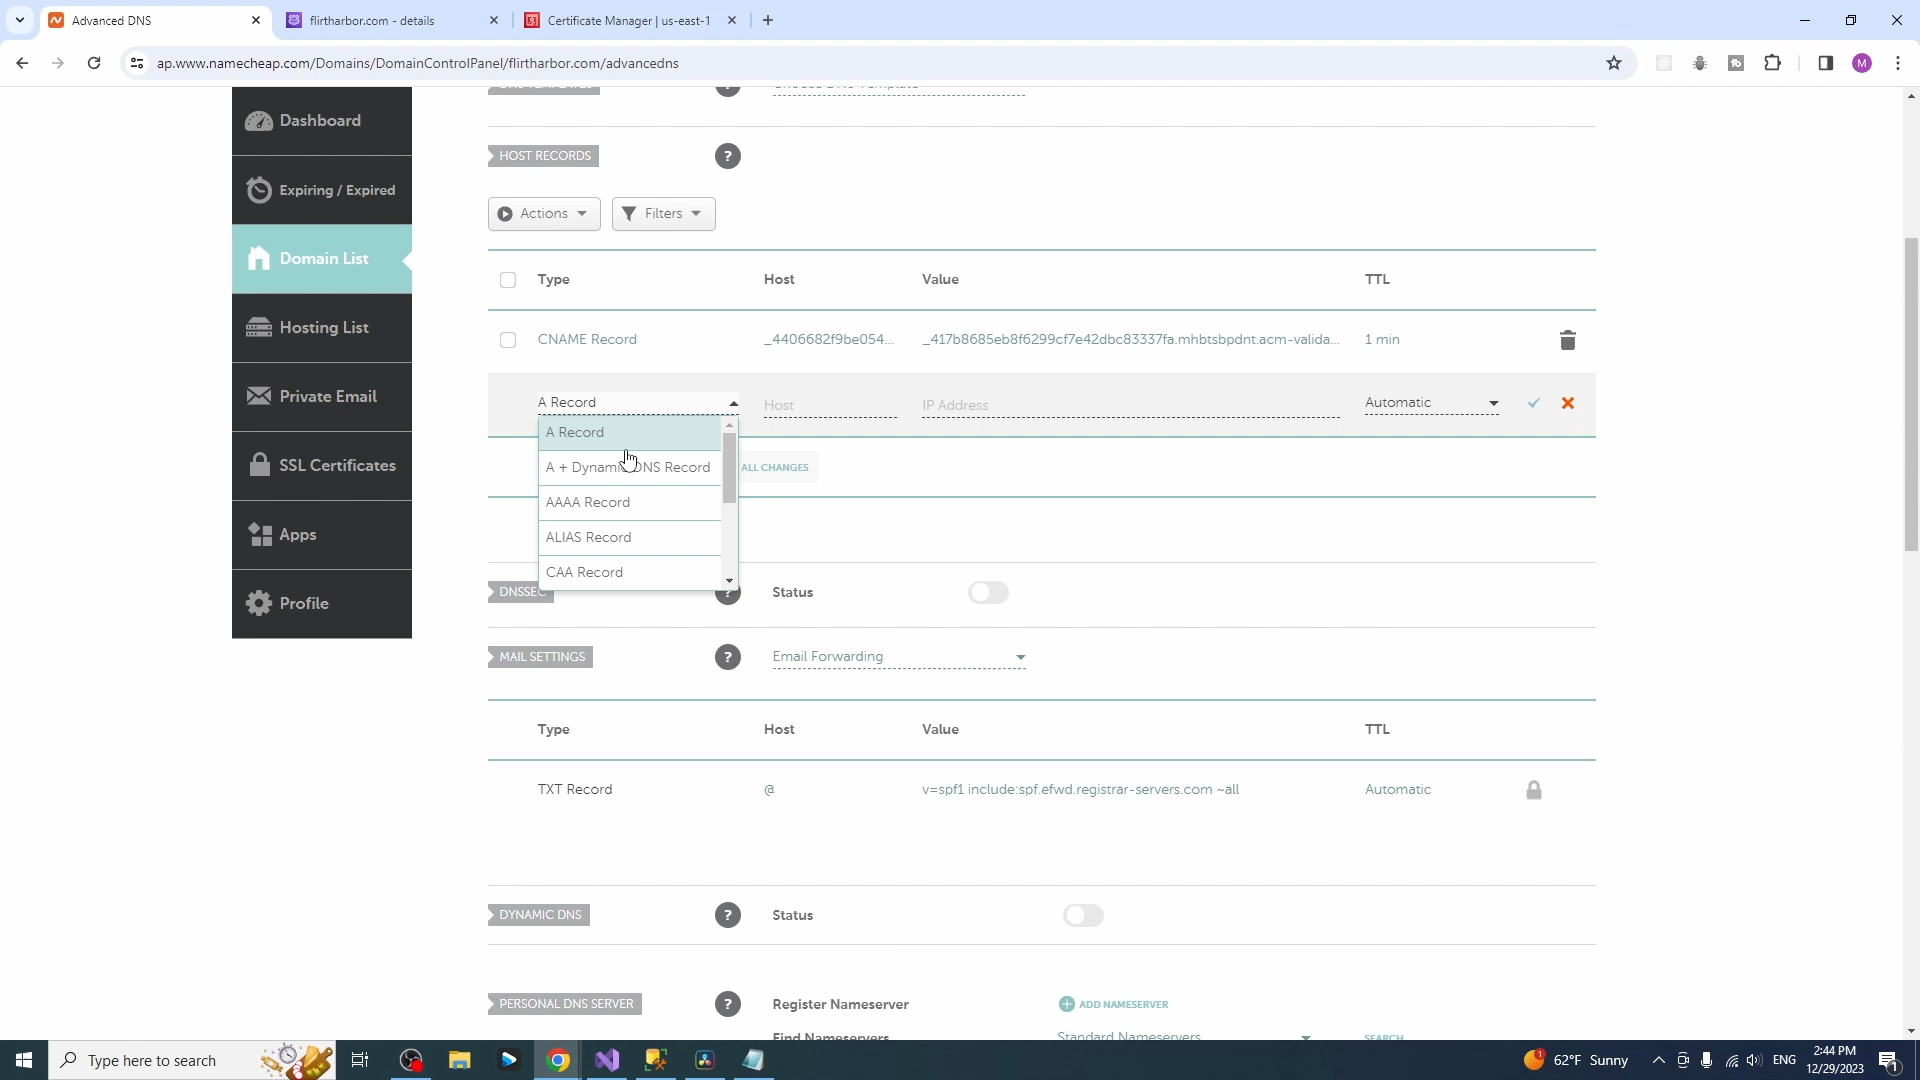 Advanced DNS
flirtharbor.com - details
Certificate Manager | us-east-1
ap.www.namecheap.com/Domains/DomainControlPanel/flirtharbor.com/advancedns
M
Dashboard
Expiring / Expired
Domain List
Hosting List
Private Email
SSL Certificates
Apps
Profile
HOST RECORDS ?
Actions Filters
Type Host Value TTL
CNAME Record _4406682f9be054... _417b8685eb8f6299cf7e42dbc83337fa.mhbtsbpdnt.acm-valida... 1 min
A Record Host IP Address Automatic
A Record
A + Dynamic DNS Record ALL CHANGES
AAAA Record
ALIAS Record
CAA Record
DNSSEC ? Status
MAIL SETTINGS ? Email Forwarding
Type Host Value TTL
TXT Record @ v=spf1 include:spf.efwd.registrar-servers.com ~all Automatic
DYNAMIC DNS ? Status
PERSONAL DNS SERVER ? Register Nameserver ADD NAMESERVER
Find Nameservers Standard Nameservers SEARCH
Type here to search
62°F Sunny
ENG
2:44 PM
12/29/2023
1